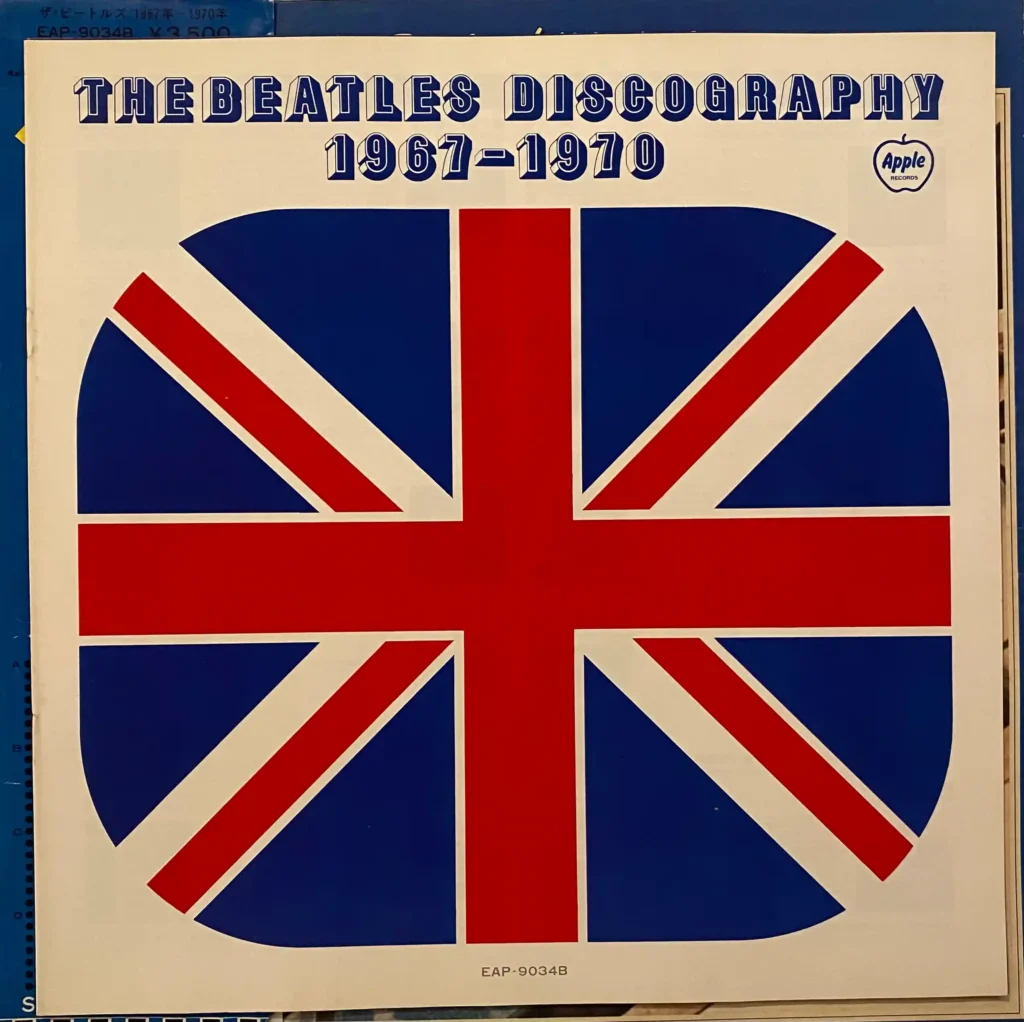 ザ・ビートルズ/1967年-1970年
EAP-9034B ¥3,500
THE BEATLES DISCOGRAPHY
1967-1970
Apple
RECORDS
A
B
C
D
S
EAP-9034B